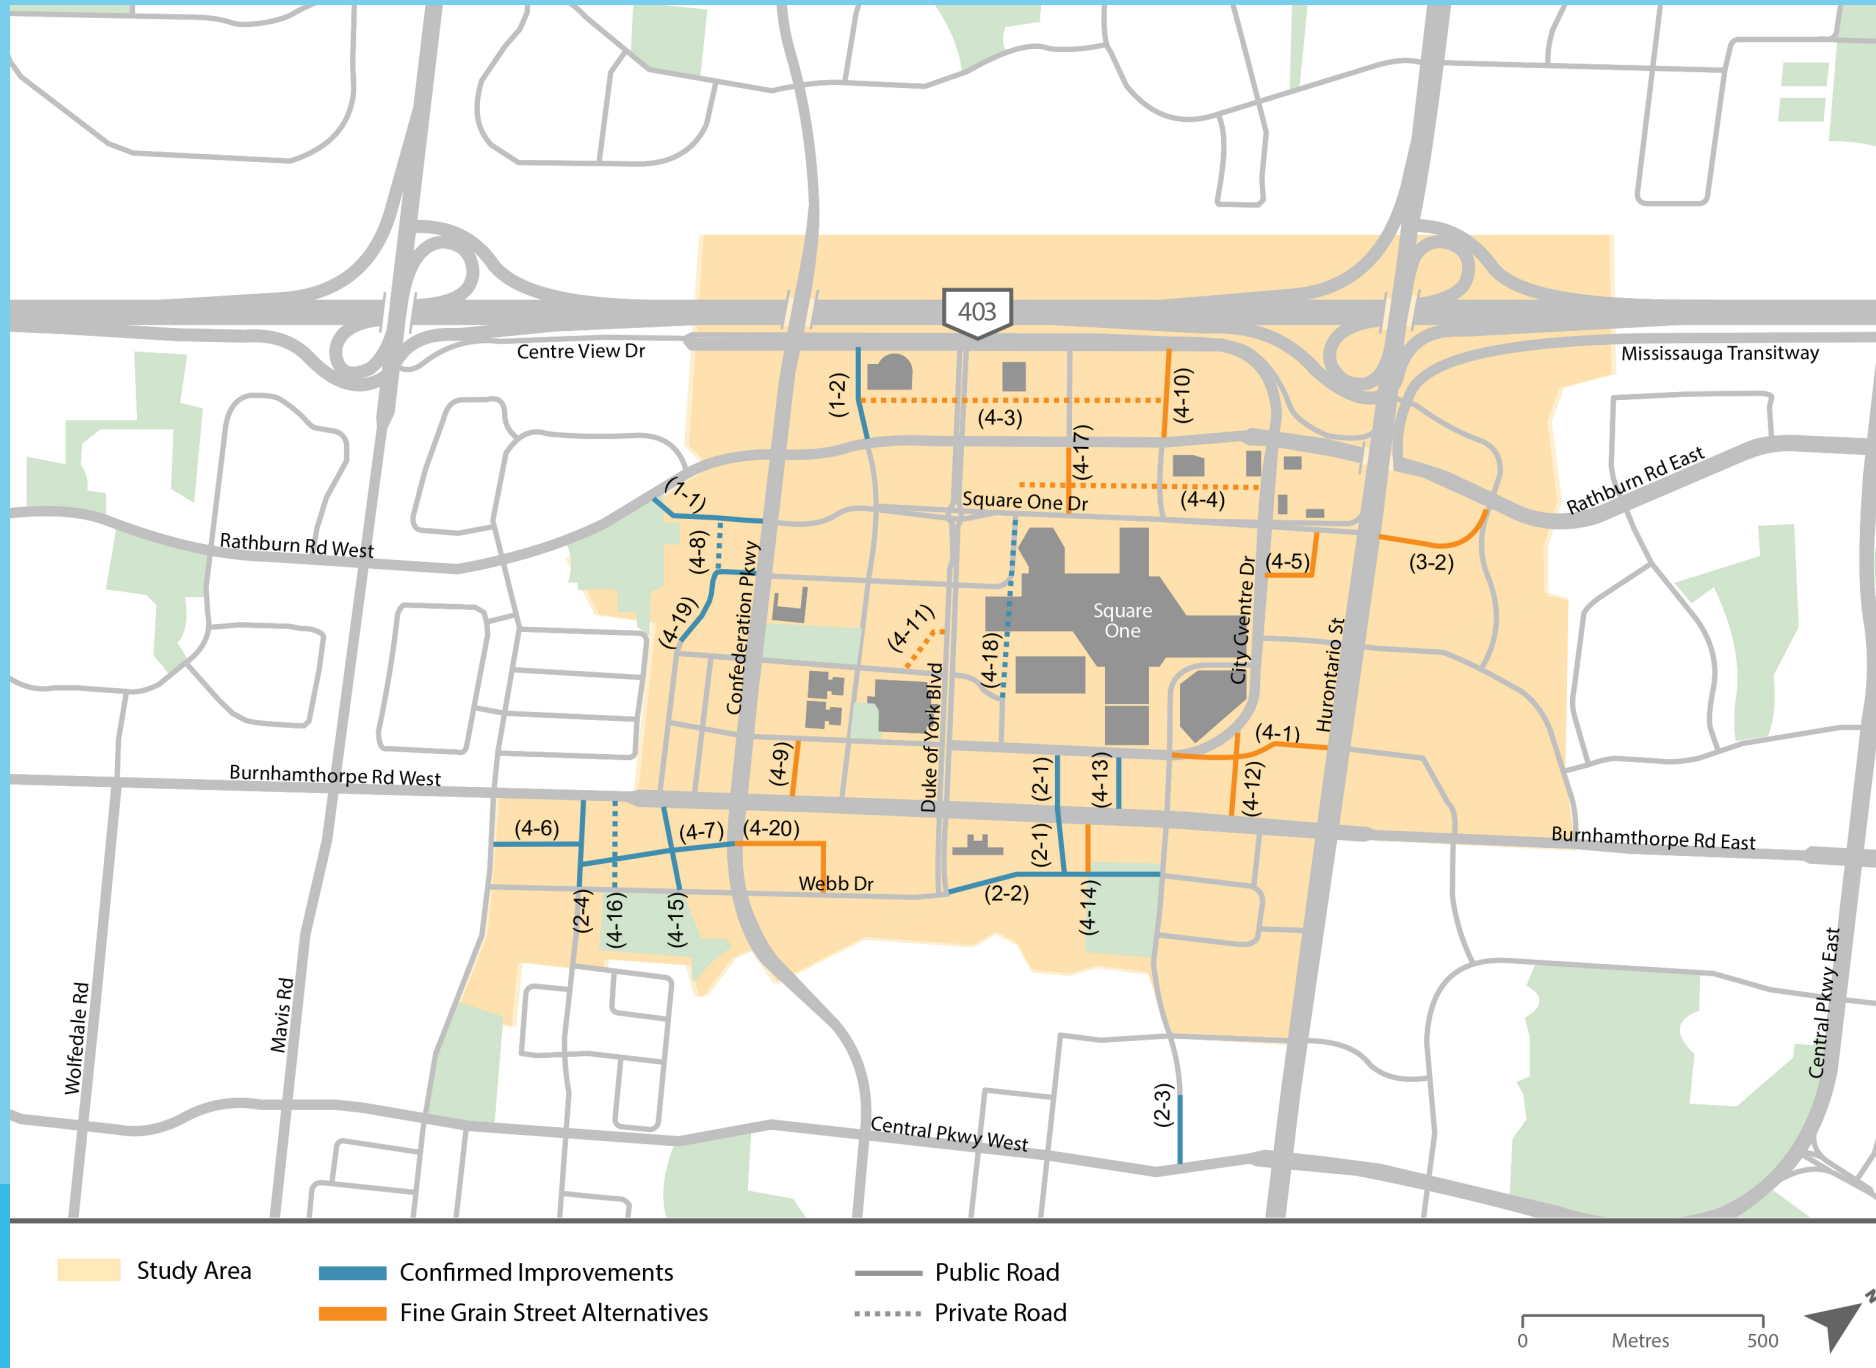 403
Centre View Dr
Mississauga Transitway
(1-2)
(4-3)
(4-10)
(4-17)
(1-1)
Square One Dr
(4-4)
Rathburn Rd East
Rathburn Rd West
(4-8)
(4-5)
(3-2)
(4-19)
Confederation Pkwy
(4-11)
(4-18)
Square
One
City Cventre Dr
Hurontario St
Duke of York Blvd
(4-1)
Burnhamthorpe Rd West
(4-9)
(2-1)
(4-13)
(4-12)
(4-6)
(4-7)
(4-20)
(2-1)
Burnhamthorpe Rd East
Webb Dr
(2-2)
(2-4)
(4-16)
(4-15)
(4-14)
Wolfedale Rd
Mavis Rd
Central Pkwy East
(2-3)
Central Pkwy West
Study Area
Confirmed Improvements
Public Road
Fine Grain Street Alternatives
Private Road
0
Metres
500